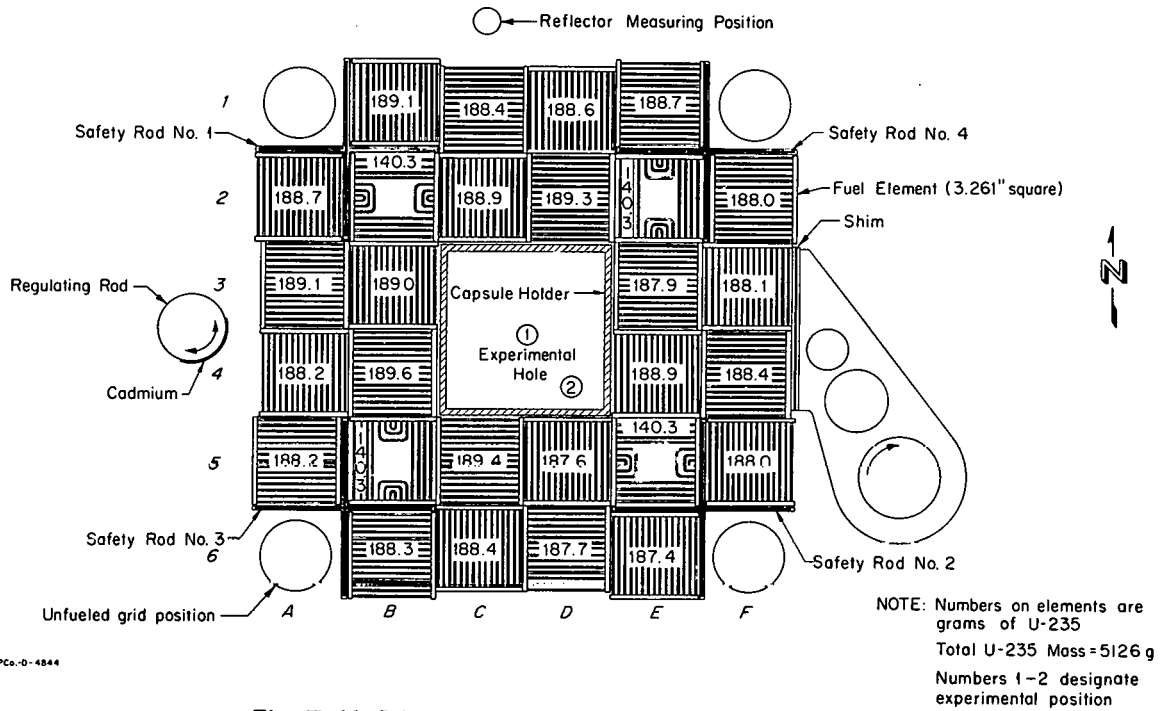 Reflector Measuring Position
1
189.1
188.4
188.6
188.7
Safety Rod No. 1
Safety Rod No. 4
140.3
2
188.7
188.9
189.3
140.3
188.0
Fuel Element (3.261" square)
Shim
N
Regulating Rod
3
189.1
189.0
Capsule Holder
187.9
188.1
1
Experimental
Hole
4
188.2
189.6
2
188.9
188.4
Cadmium
140.3
5
188.2
140.3
189.4
187.6
188.0
Safety Rod No. 3
6
188.3
188.4
187.7
187.4
Safety Rod No. 2
Unfueled grid position
A B C D E F
NOTE: Numbers on elements are
grams of U-235
Total U-235 Mass = 5126 g
Numbers 1-2 designate
experimental position
PCo.-D-4844